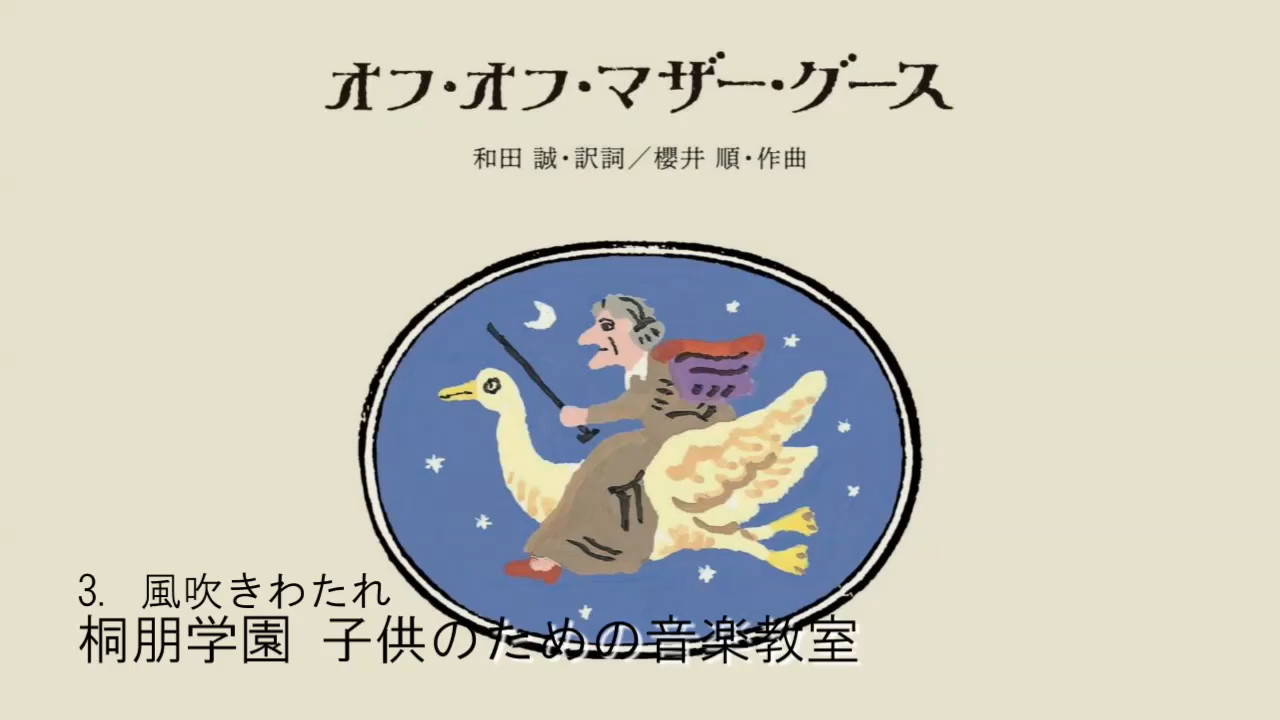 オフ・オフ・マザー・グース
和田 誠・訳詞／櫻井 順・作曲
3. 風吹きわたれ
桐朋学園 子供のための音楽教室